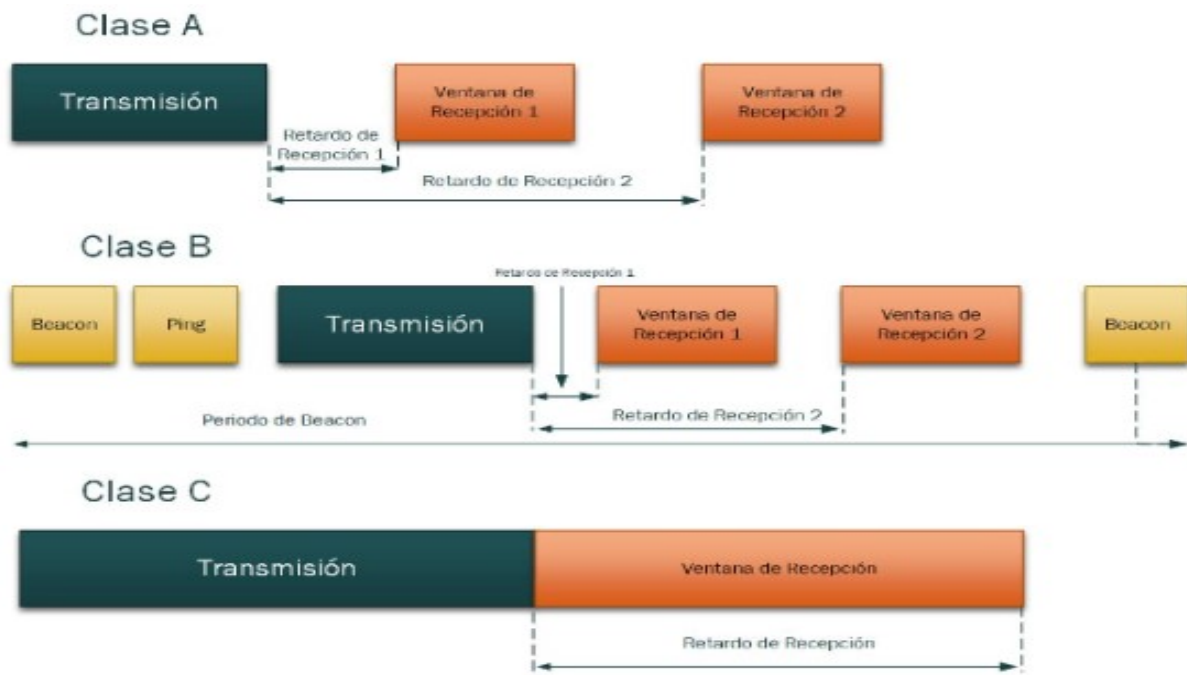 Clase A
Transmisión
Ventana de
Recepción 1
Ventana de
Recepción 2
Retardo de
Recepción 1
Retardo de Recepción 2
Clase B
Retardo de Recepción 1
Beacon
Ping
Transmisión
Ventana de
Recepción 1
Ventana de
Recepción 2
Beacon
Periodo de Beacon
Retardo de Recepción 2
Clase C
Transmisión
Ventana de Recepción
Retardo de Recepción